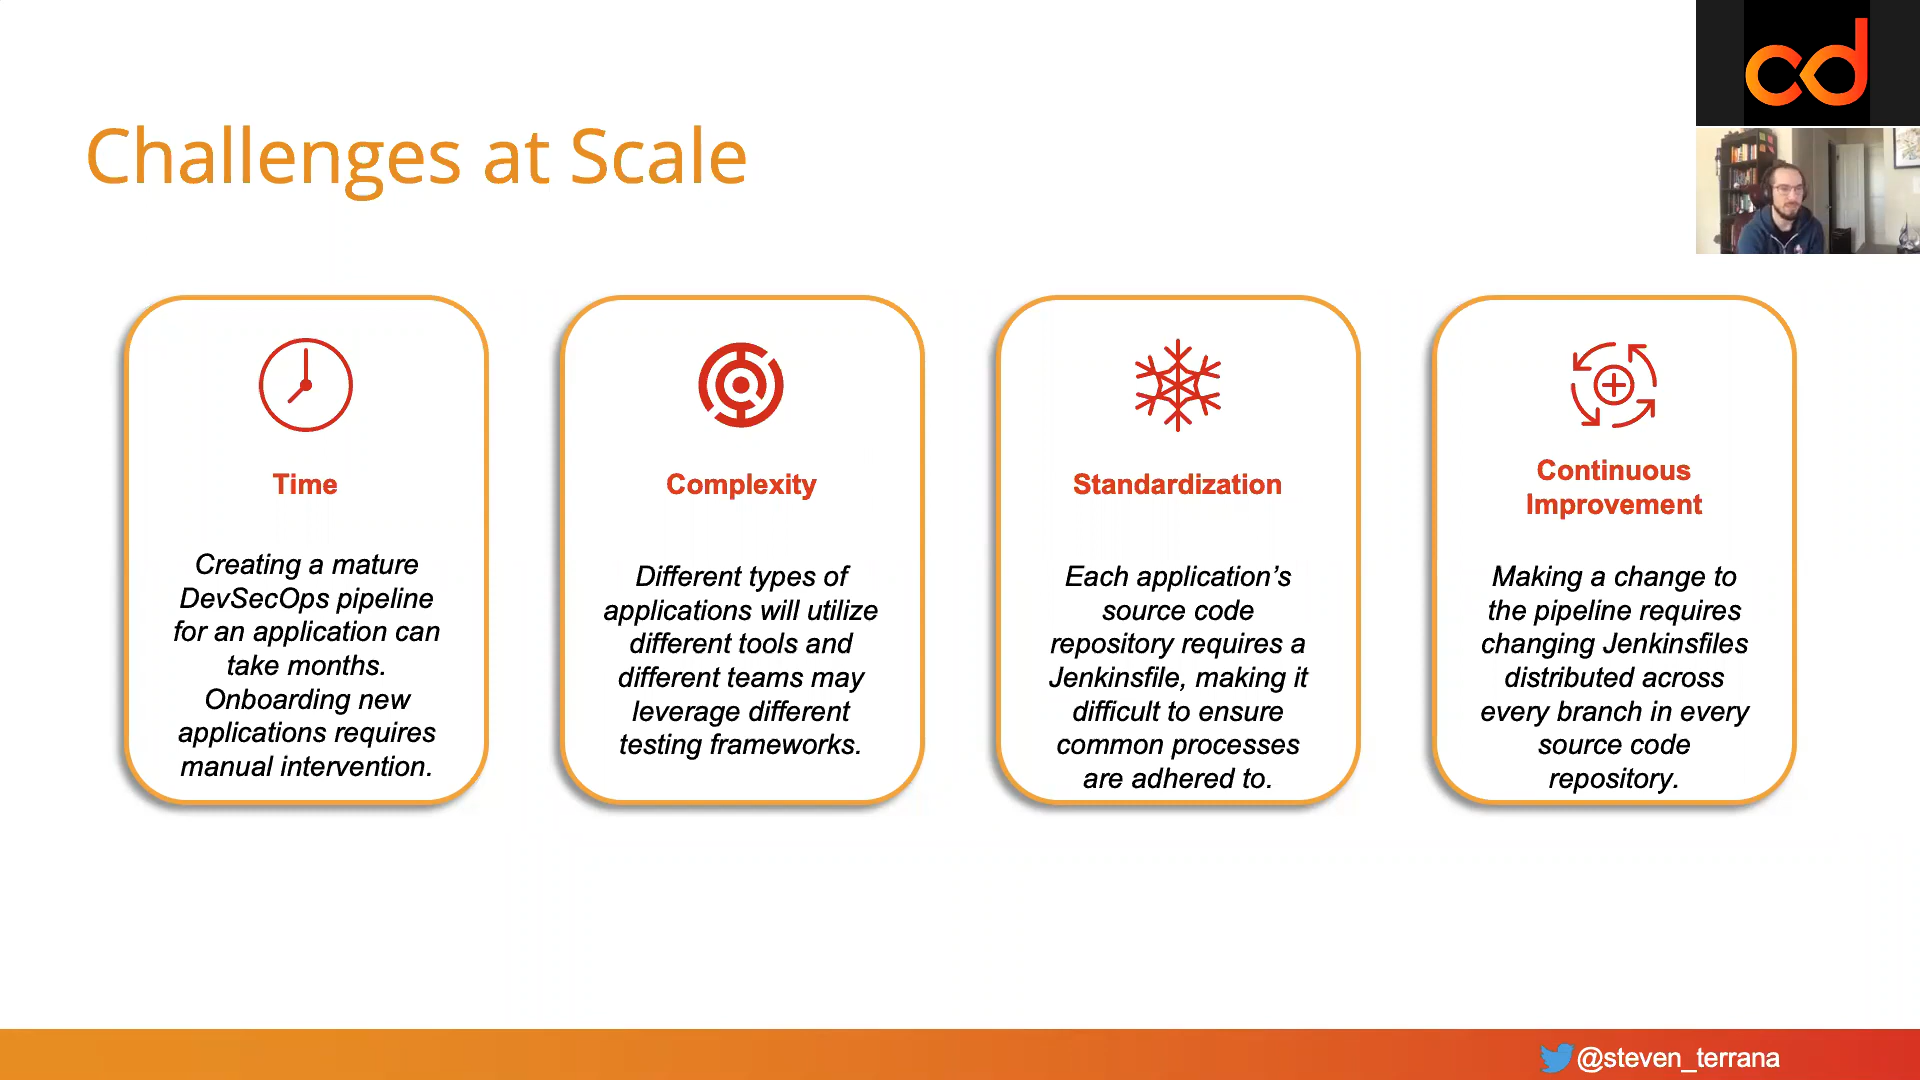 cd
Challenges at Scale
Time
Creating a mature
DevSecOps pipeline
for an application can
take months.
Onboarding new
applications requires
manual intervention.
Complexity
Different types of
applications will utilize
different tools and
different teams may
leverage different
testing frameworks.
Standardization
Each application’s
source code
repository requires a
Jenkinsfile, making it
difficult to ensure
common processes
are adhered to.
Continuous
Improvement
Making a change to
the pipeline requires
changing Jenkinsfiles
distributed across
every branch in every
source code
repository.
@steven_terrana